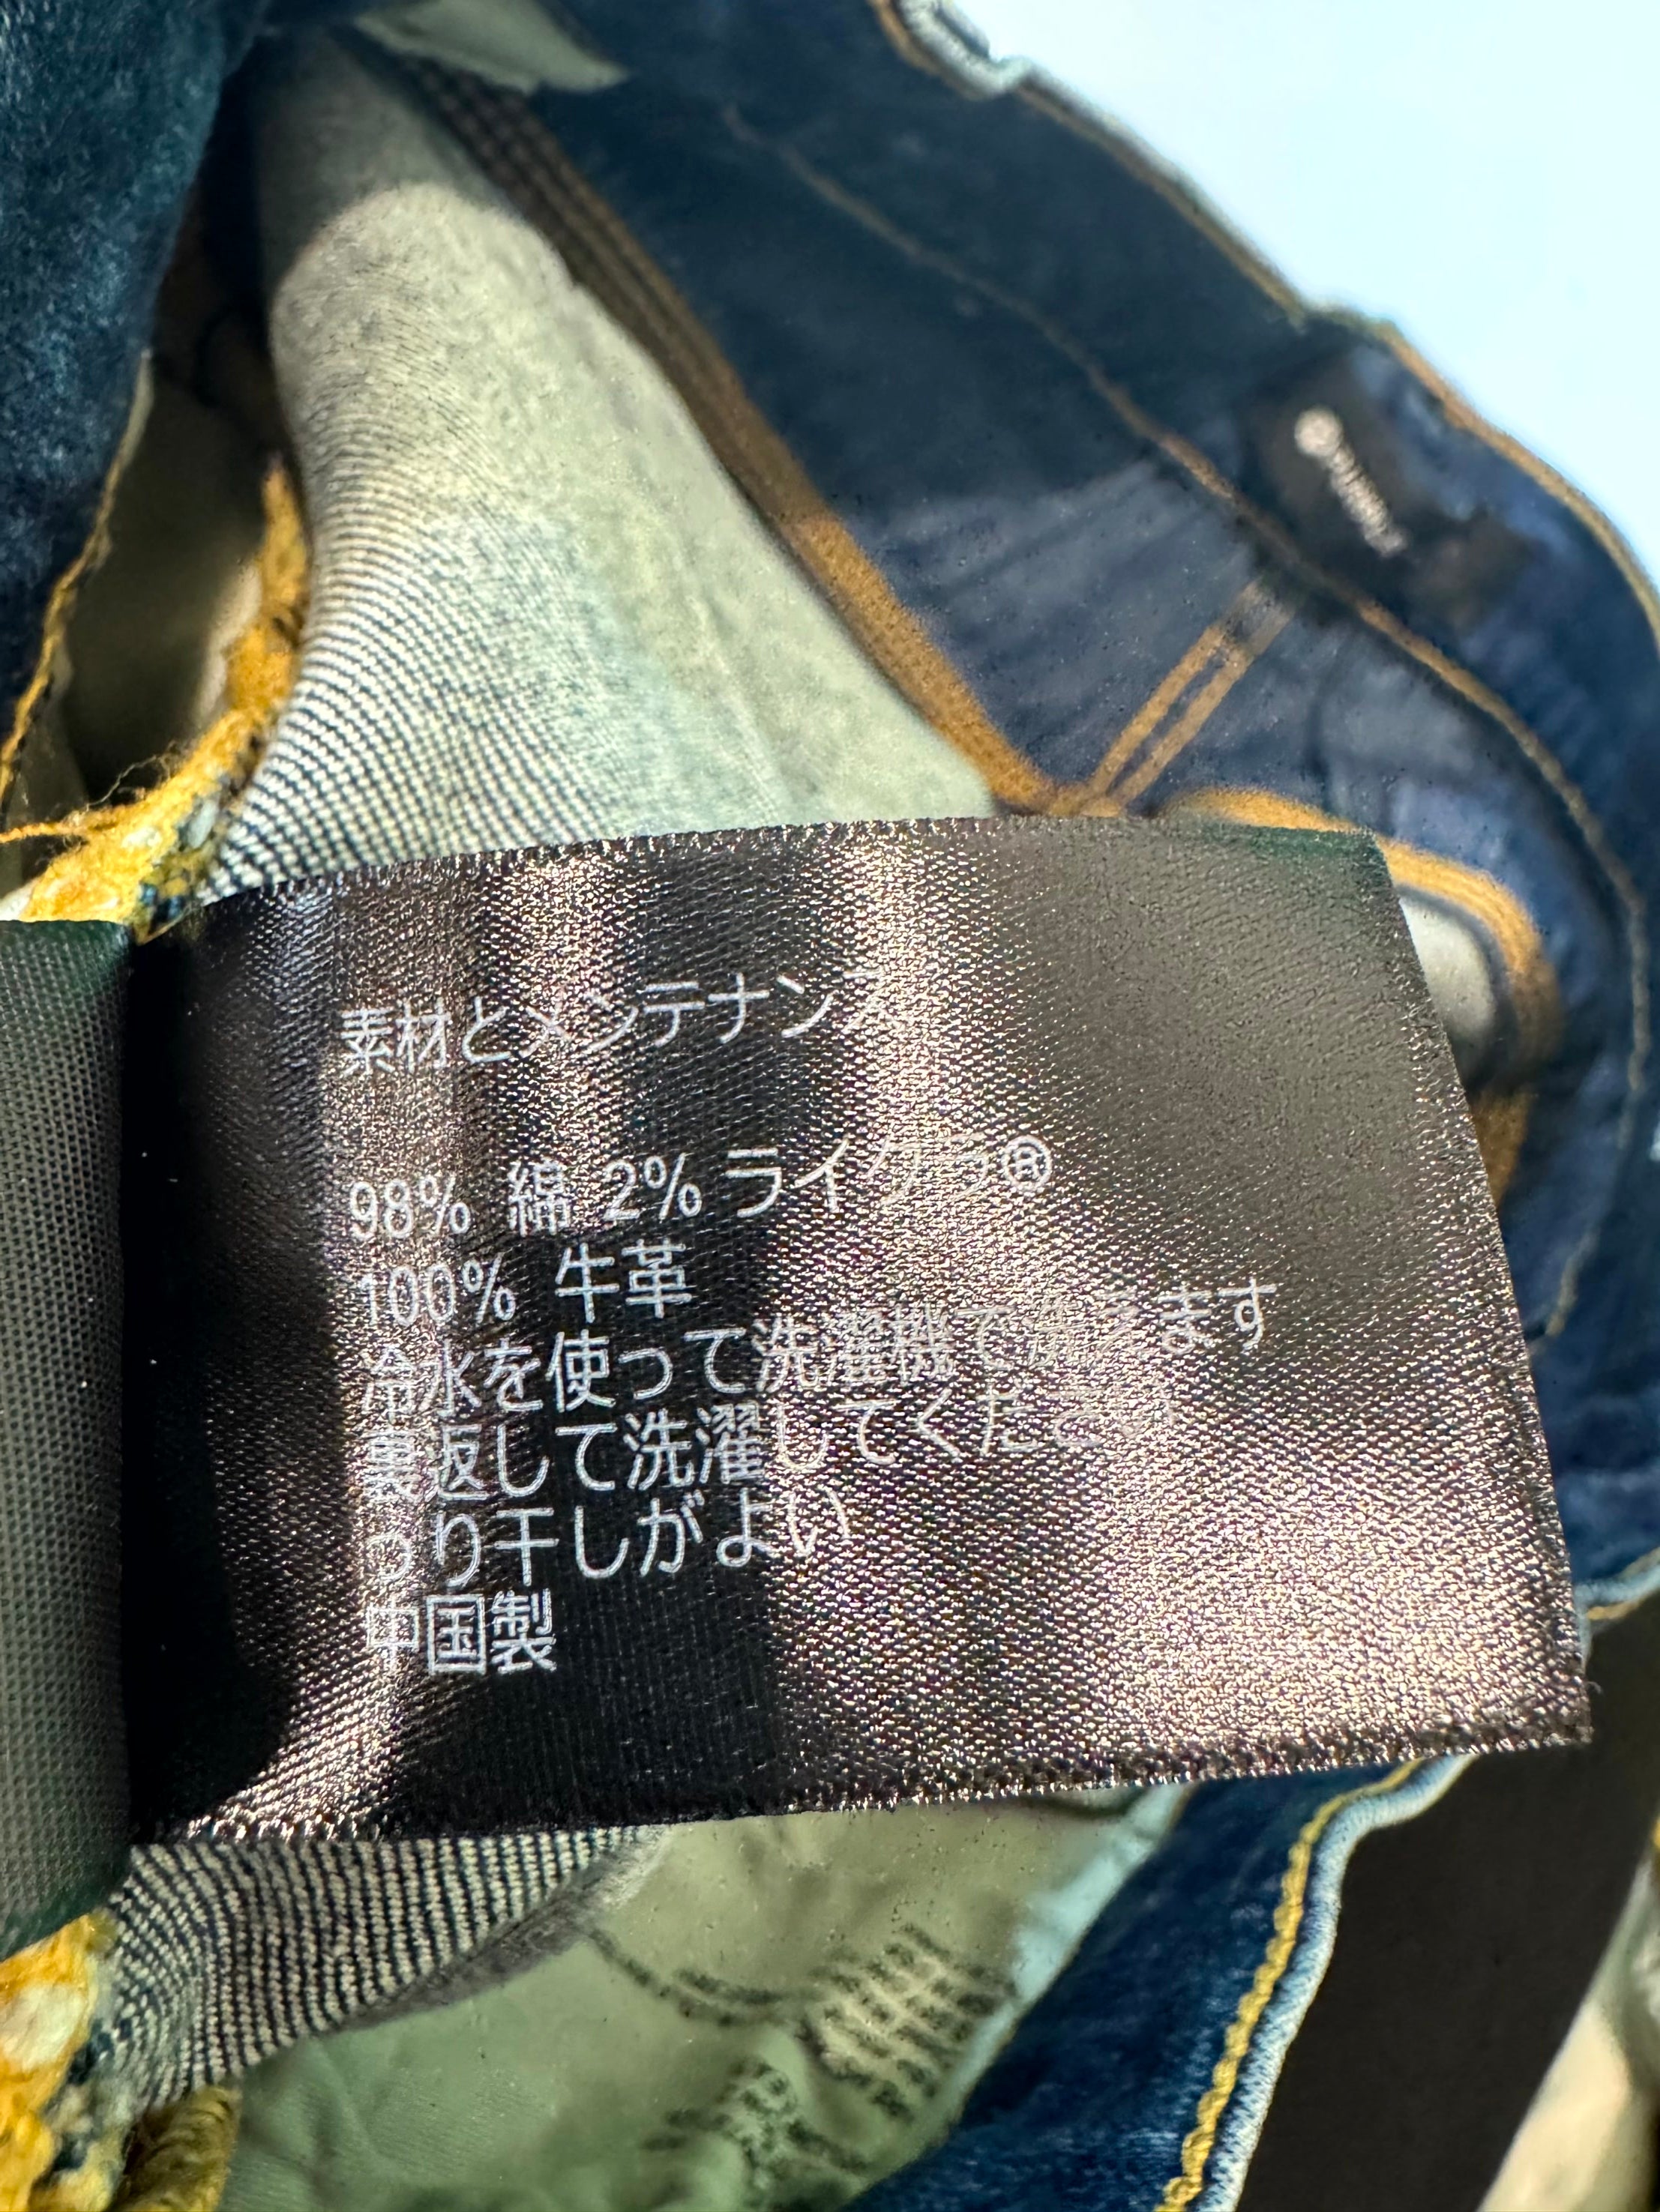 素材とメンテナンス
98% 綿 2% ライクラ®
100% 牛革
冷水を使って洗濯機で洗えます
裏返して洗濯してください
つり干しがよい
中国製